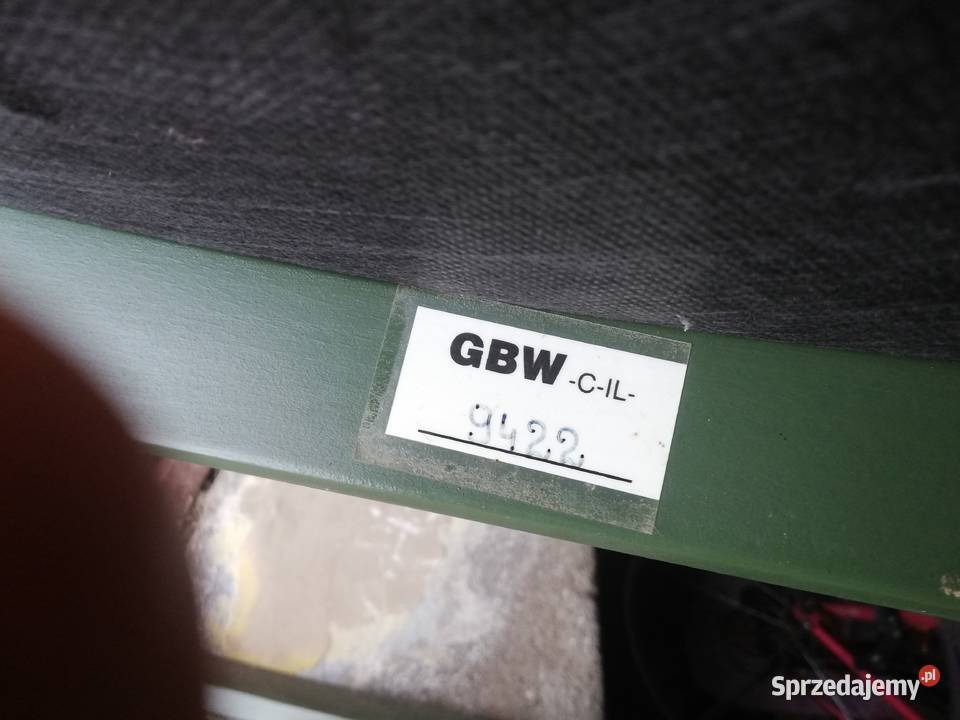 GBW -C-IL-
9422
Sprzedajemy.pl